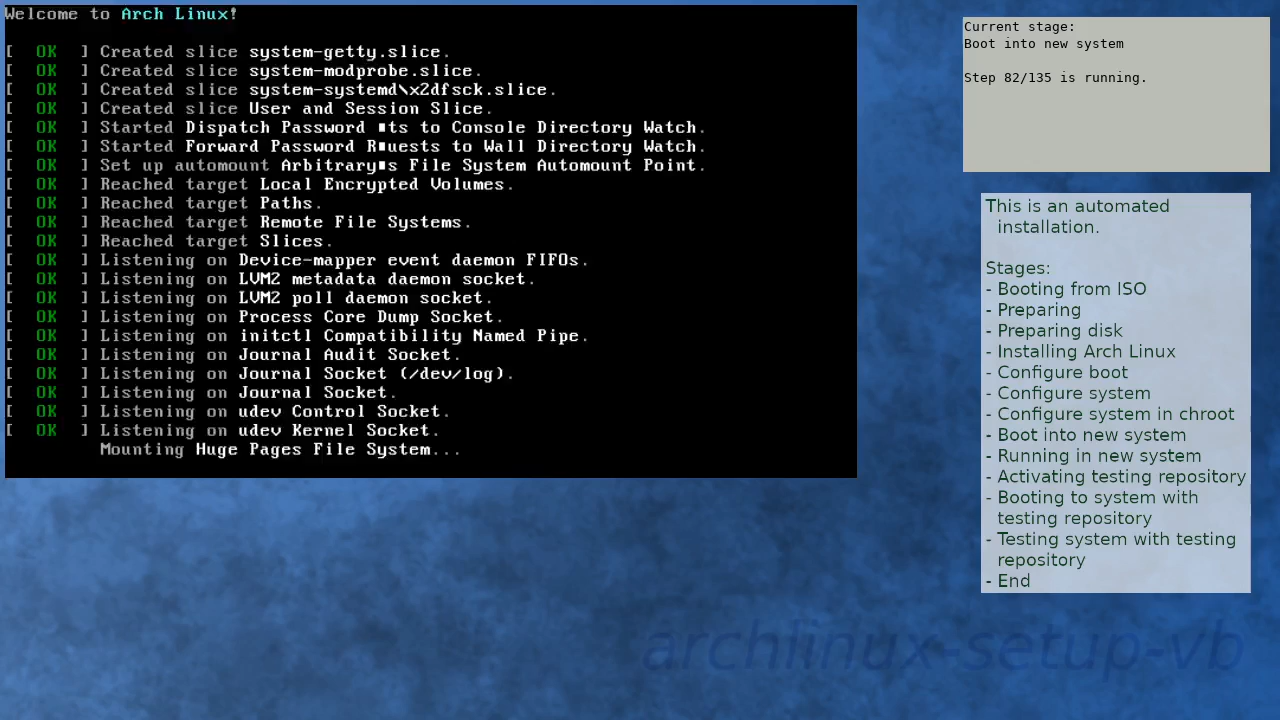 Welcome to Arch Linux!
[  OK  ] Created slice system-getty.slice.
[  OK  ] Created slice system-modprobe.slice.
[  OK  ] Created slice system-systemd\x2dfsck.slice.
[  OK  ] Created slice User and Session Slice.
[  OK  ] Started Dispatch Password ■ts to Console Directory Watch.
[  OK  ] Started Forward Password R■uests to Wall Directory Watch.
[  OK  ] Set up automount Arbitrary■s File System Automount Point.
[  OK  ] Reached target Local Encrypted Volumes.
[  OK  ] Reached target Paths.
[  OK  ] Reached target Remote File Systems.
[  OK  ] Reached target Slices.
[  OK  ] Listening on Device-mapper event daemon FIFOs.
[  OK  ] Listening on LVM2 metadata daemon socket.
[  OK  ] Listening on LVM2 poll daemon socket.
[  OK  ] Listening on Process Core Dump Socket.
[  OK  ] Listening on initctl Compatibility Named Pipe.
[  OK  ] Listening on Journal Audit Socket.
[  OK  ] Listening on Journal Socket (/dev/log).
[  OK  ] Listening on Journal Socket.
[  OK  ] Listening on udev Control Socket.
[  OK  ] Listening on udev Kernel Socket.
Mounting Huge Pages File System...
Current stage:
Boot into new system
Step 82/135 is running.
This is an automated
installation.
Stages:
- Booting from ISO
- Preparing
- Preparing disk
- Installing Arch Linux
- Configure boot
- Configure system
- Configure system in chroot
- Boot into new system
- Running in new system
- Activating testing repository
- Booting to system with
testing repository
- Testing system with testing
repository
- End
archlinux-setup-vb